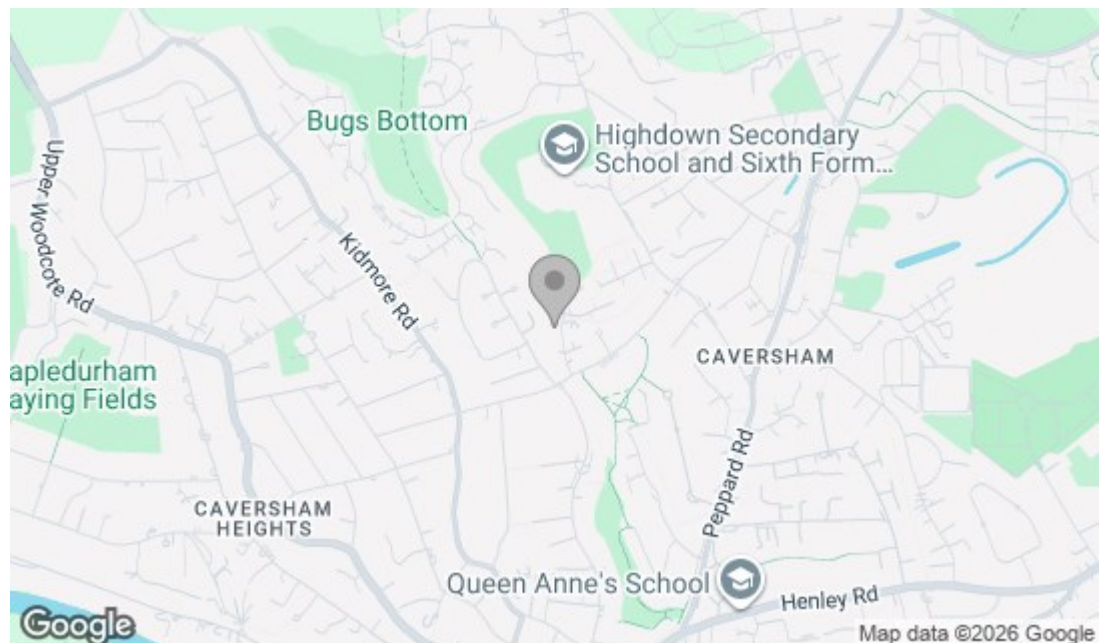 Bugs Bottom
Highdown Secondary
School and Sixth Form...
Upper Woodcote Rd
Kidmore Rd
CAVERSHAM
apledurham
aying Fields
Peppard Rd
CAVERSHAM
HEIGHTS
Queen Anne's School
Henley Rd
Google
Map data ©2026 Google